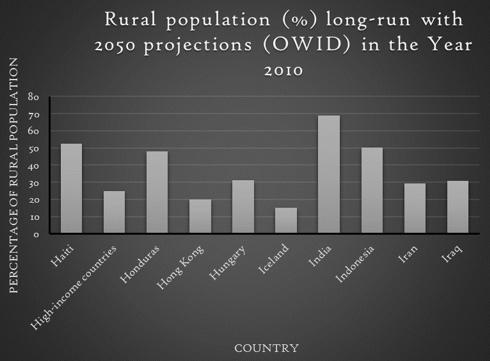 Rural population (%) long-run with
2050 projections (OWID) in the Year
2010
PERCENTAGE OF RURAL POPULATION
80
70
60
50
40
30
20
10
0
Haiti
High-income countries
Honduras
Hong Kong
Hungary
Iceland
India
Indonesia
Iran
Iraq
COUNTRY